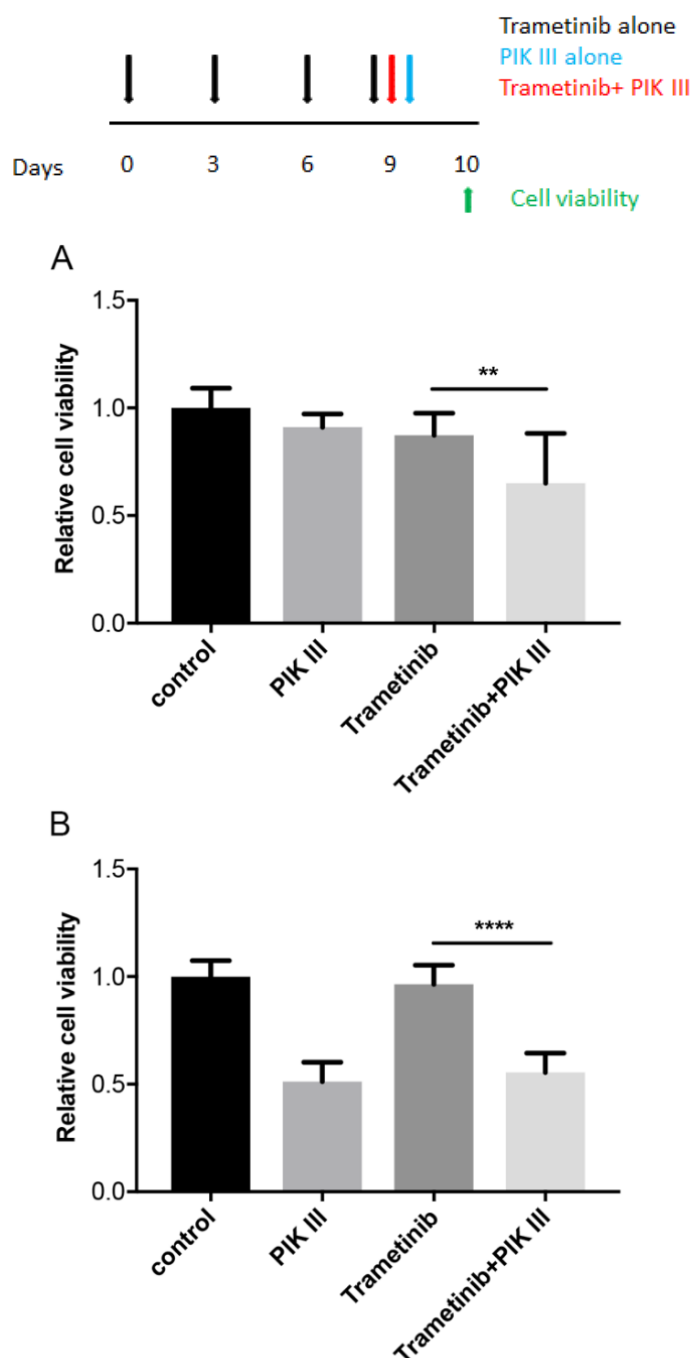 Trametinib alone
PIK III alone
Trametinib+ PIK III
Days 0 3 6 9 10
Cell viability
A
Relative cell viability
1.5
1.0
0.5
0.0
**
control
PIK III
Trametinib
Trametinib+PIK III
B
Relative cell viability
1.5
1.0
0.5
0.0
****
control
PIK III
Trametinib
Trametinib+PIK III